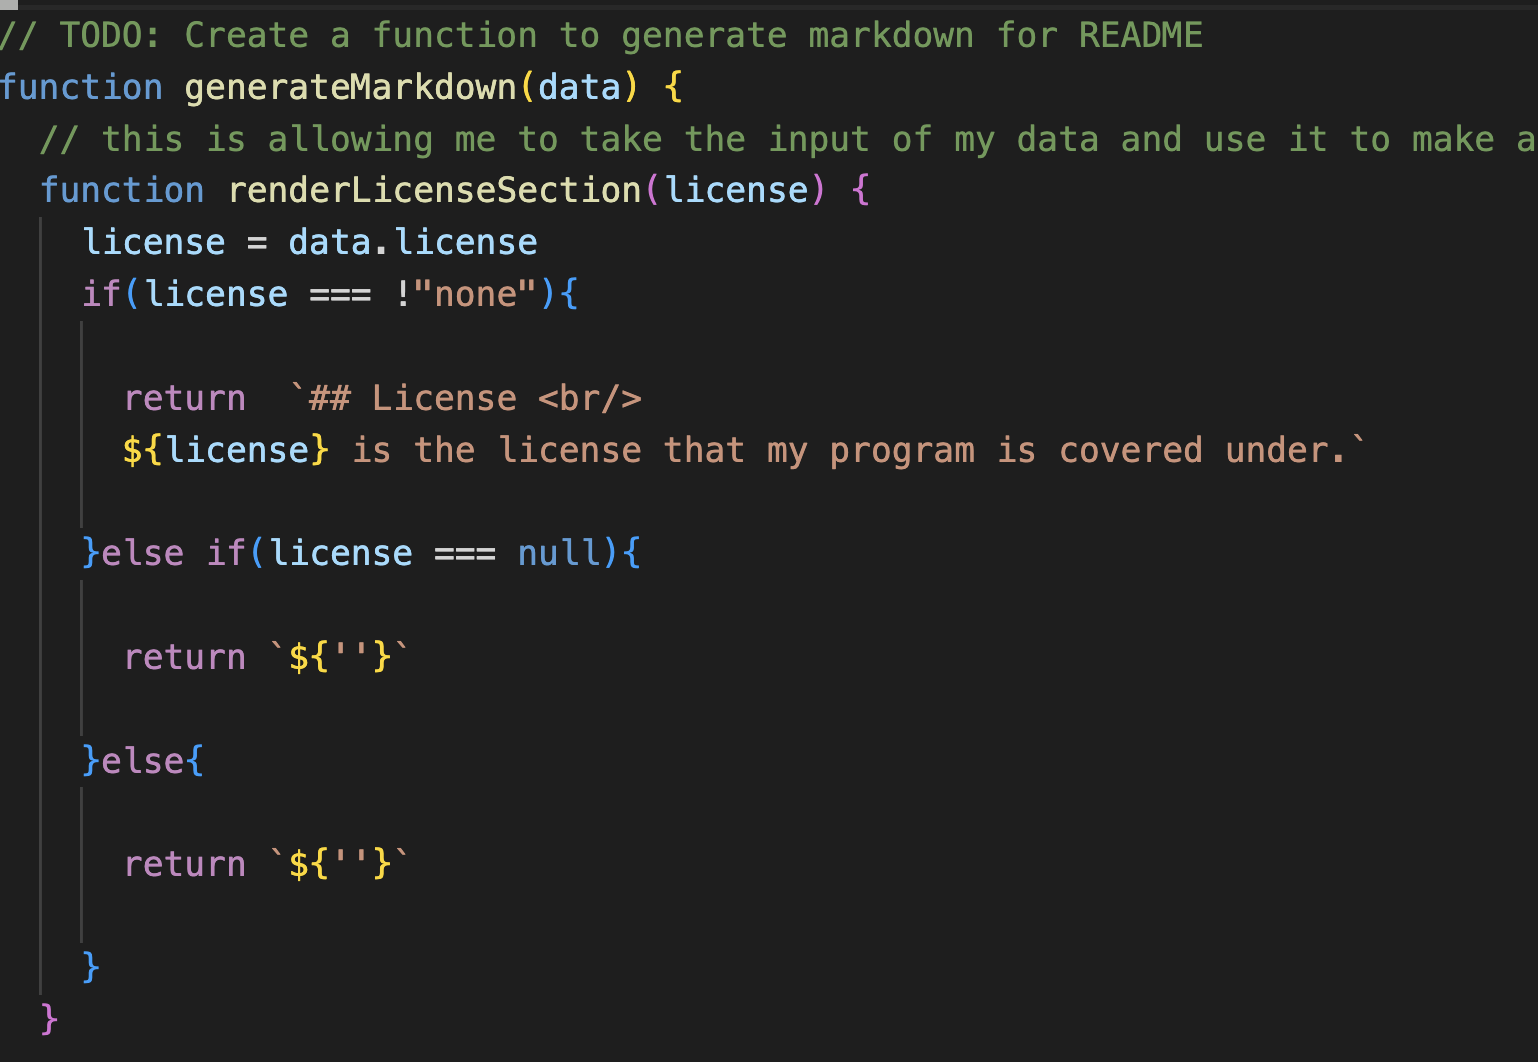 // TODO: Create a function to generate markdown for README
function generateMarkdown(data) {
// this is allowing me to take the input of my data and use it to make a
function renderLicenseSection(license) {
license = data.license
if(license === !"none"){
return  `## License <br/>
${license} is the license that my program is covered under.`
}else if(license === null){
return `${''}`
}else{
return `${''}`
}
}